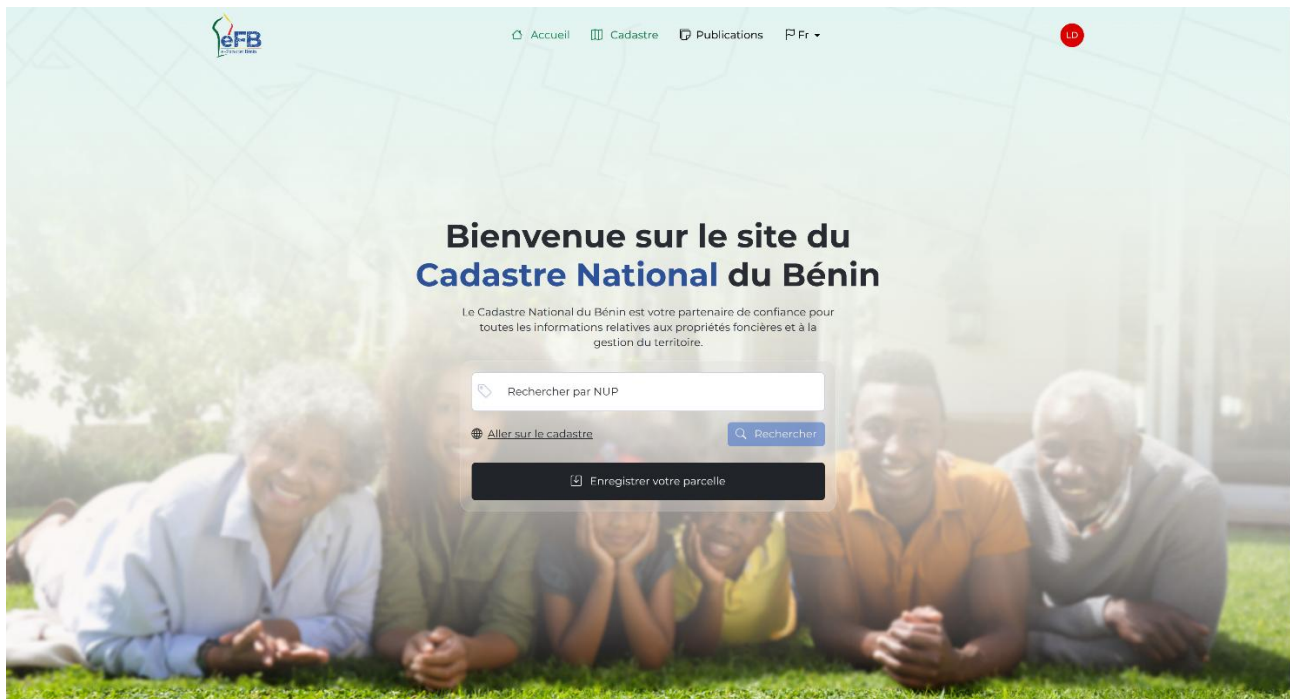 eFB
Accueil
Cadastre
Publications
Fr
LD
Bienvenue sur le site du
Cadastre National du Bénin
Le Cadastre National du Bénin est votre partenaire de confiance pour
toutes les informations relatives aux propriétés foncières et à la
gestion du territoire.
Rechercher par NUP
Aller sur le cadastre
Rechercher
Enregistrer votre parcelle